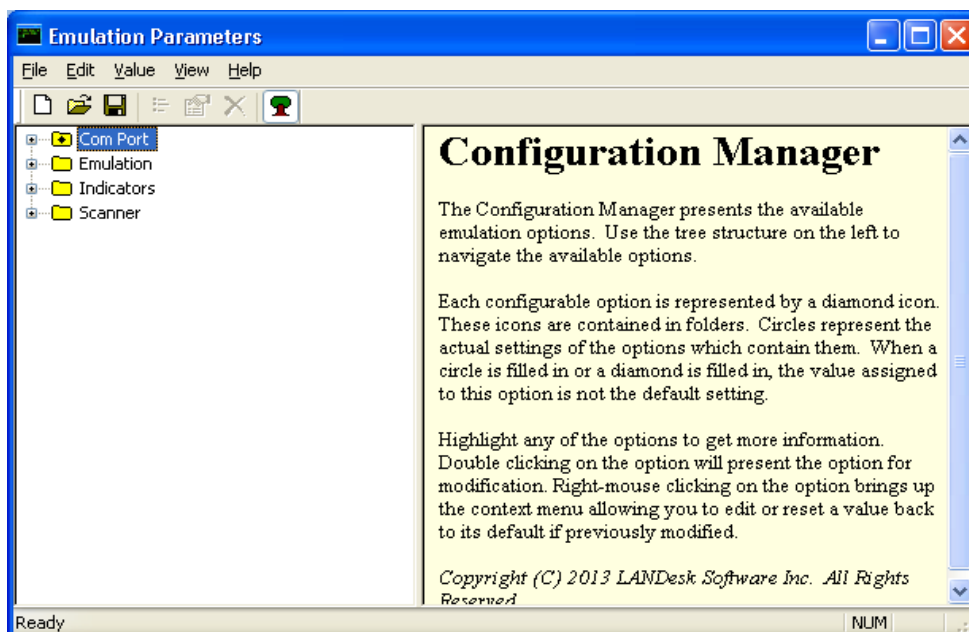 Emulation Parameters
File Edit Value View Help
Com Port
Emulation
Indicators
Scanner
Configuration Manager
The Configuration Manager presents the available
emulation options. Use the tree structure on the left to
navigate the available options.
Each configurable option is represented by a diamond icon.
These icons are contained in folders. Circles represent the
actual settings of the options which contain them. When a
circle is filled in or a diamond is filled in, the value assigned
to this option is not the default setting.
Highlight any of the options to get more information.
Double clicking on the option will present the option for
modification. Right-mouse clicking on the option brings up
the context menu allowing you to edit or reset a value back
to its default if previously modified.
Copyright (C) 2013 LANDesk Software Inc. All Rights
Reserved
Ready NUM